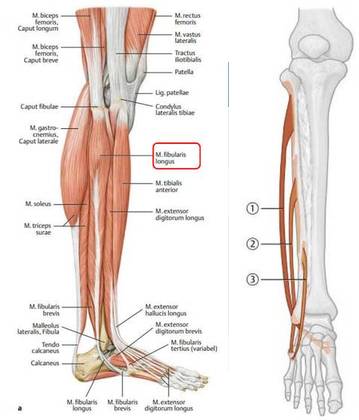 M. biceps
femoris,
Caput longum
M. biceps
femoris,
Caput breve
Caput fibulae
M. gastro-
cnemius,
Caput laterale
M. soleus
M. triceps
surae
M. fibularis
brevis
Malleolus
lateralis, Fibula
Tendo
calcaneus
Calcaneus
a
M. rectus
femoris
M. vastus
lateralis
Tractus
iliotibialis
Patella
Lig. patellae
Condylus
lateralis tibiae
M. fibularis
longus
M. tibialis
anterior
M. extensor
digitorum longus
M. extensor
hallucis longus
M. extensor
digitorum brevis
M. fibularis
tertius (variabel)
M. fibularis
longus
M. fibularis
brevis
M. extensor
digitorum longus
1
2
3